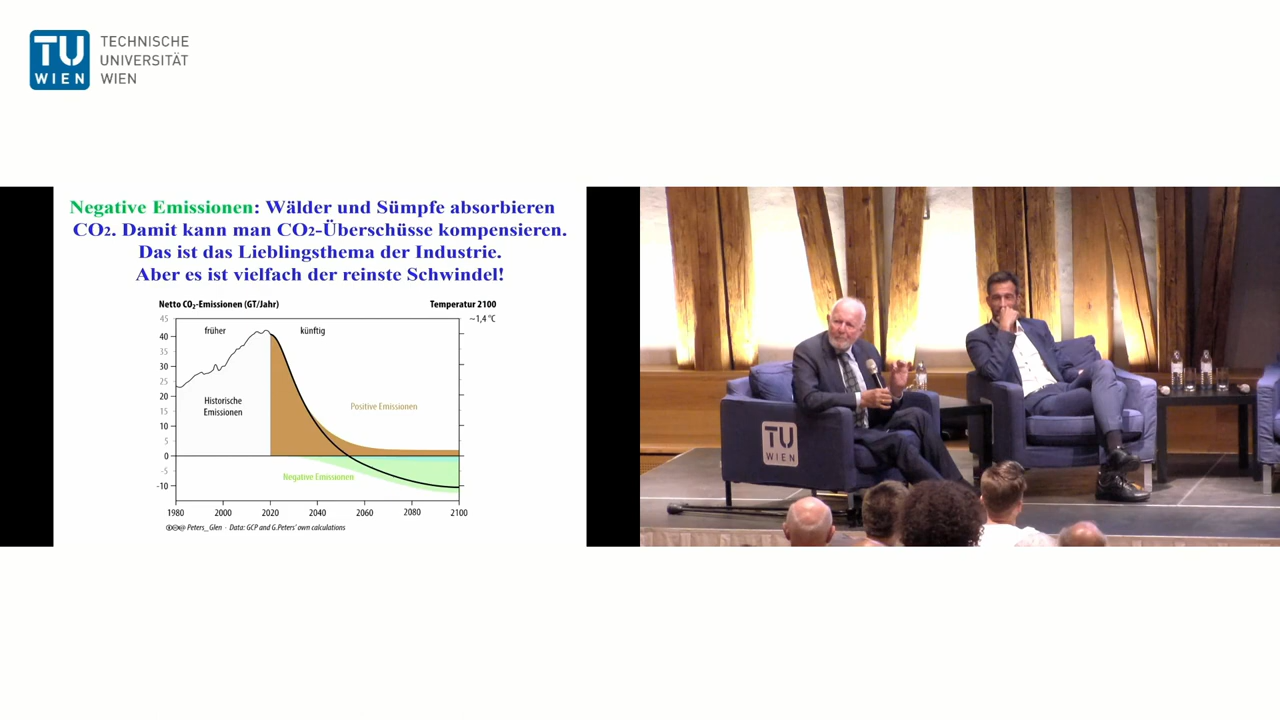 TU
WIEN
TECHNISCHE
UNIVERSITÄT
WIEN
Negative Emissionen: Wälder und Sümpfe absorbieren
CO2. Damit kann man CO2-Überschüsse kompensieren.
Das ist das Lieblingsthema der Industrie.
Aber es ist vielfach der reinste Schwindel!
Netto CO2-Emissionen (GT/Jahr)
Temperatur 2100
~1,4 °C
45
40
35
30
25
20
15
10
5
0
-5
-10
früher
künftig
Historische
Emissionen
Positive Emissionen
Negative Emissionen
1980 2000 2020 2040 2060 2080 2100
Peters_Glen - Data: GCP and G.Peters' own calculations
TU
WIEN